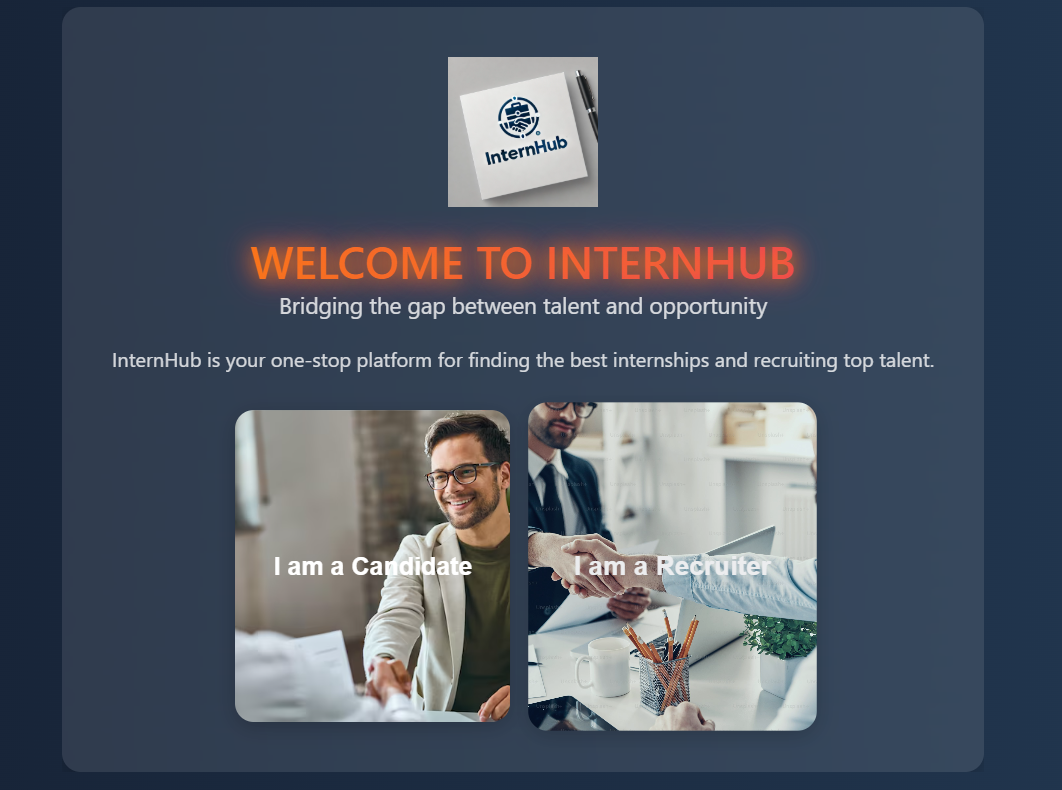 InternHub
WELCOME TO INTERNHUB
Bridging the gap between talent and opportunity
InternHub is your one-stop platform for finding the best internships and recruiting top talent.
I am a Candidate
I am a Recruiter